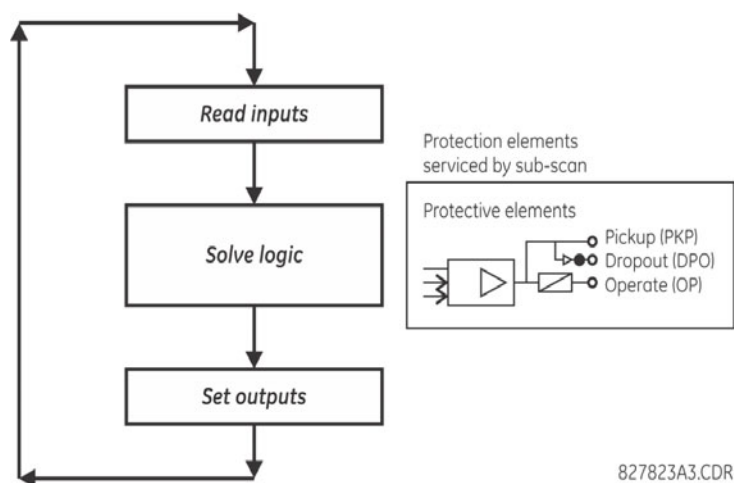 Read inputs
Solve logic
Set outputs
Protection elements
serviced by sub-scan
Protective elements
Pickup (PKP)
Dropout (DPO)
Operate (OP)
827823A3.CDR